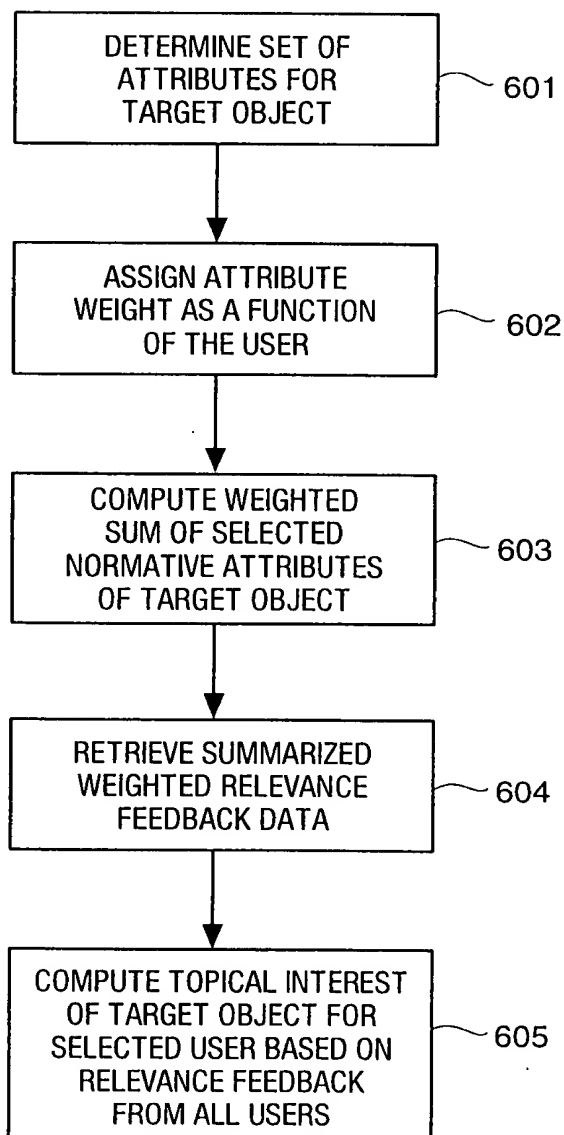 DETERMINE SET OF
ATTRIBUTES FOR
TARGET OBJECT
601
ASSIGN ATTRIBUTE
WEIGHT AS A FUNCTION
OF THE USER
602
COMPUTE WEIGHTED
SUM OF SELECTED
NORMATIVE ATTRIBUTES
OF TARGET OBJECT
603
RETRIEVE SUMMARIZED
WEIGHTED RELEVANCE
FEEDBACK DATA
604
COMPUTE TOPICAL INTEREST
OF TARGET OBJECT FOR
SELECTED USER BASED ON
RELEVANCE FEEDBACK
FROM ALL USERS
605